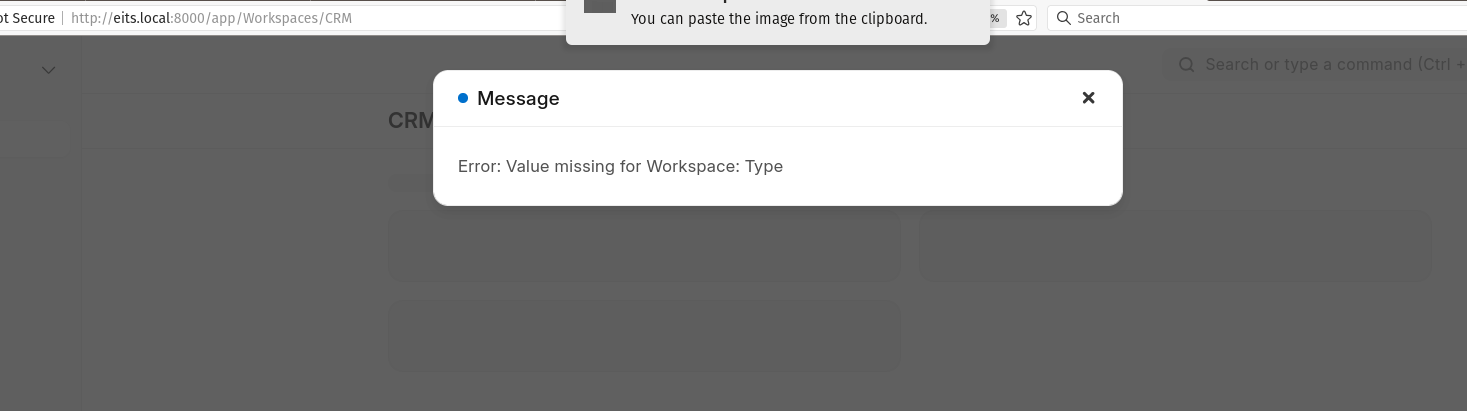 You can paste the image from the clipboard.
ot Secure http://eits.local:8000/app/Workspaces/CRM % Search
Search or type a command (Ctrl +
Message
CRM
Error: Value missing for Workspace: Type